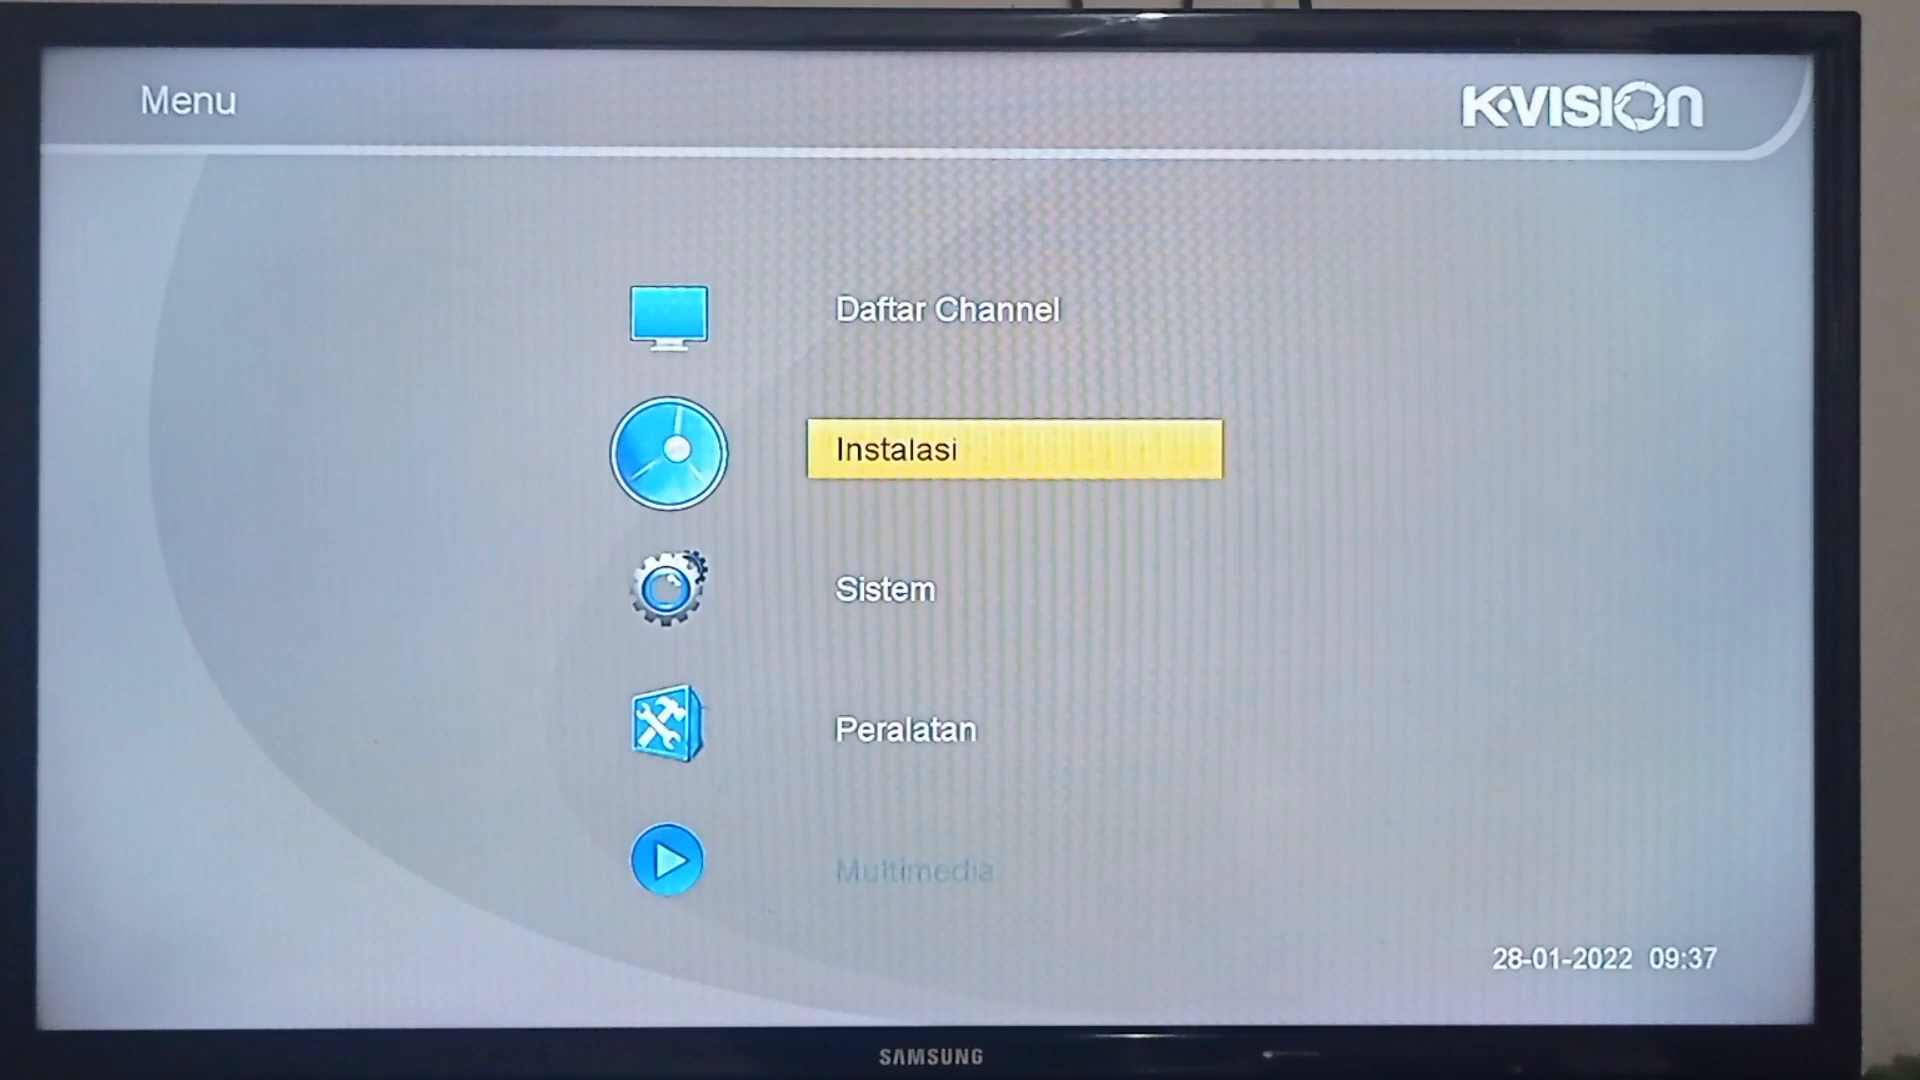 Menu
K-VISION
Daftar Channel
Instalasi
Sistem
Peralatan
Multimedia
28-01-2022 09:37
SAMSUNG